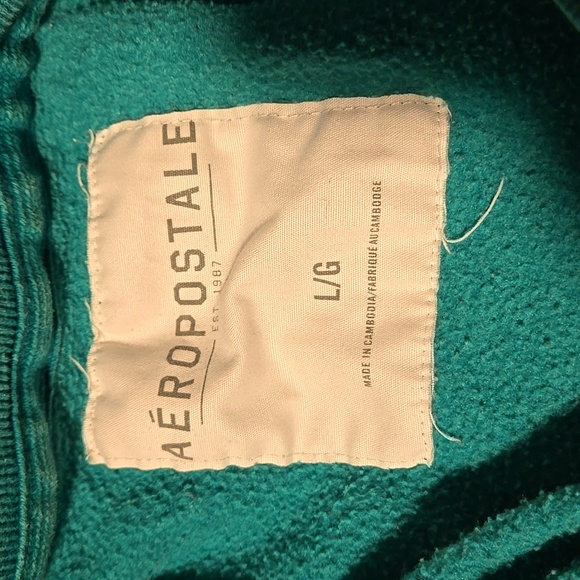 AÉROPOSTALE
EST. 1987
L/G
MADE IN CAMBODIA/FABRIQUÉ AU CAMBODGE